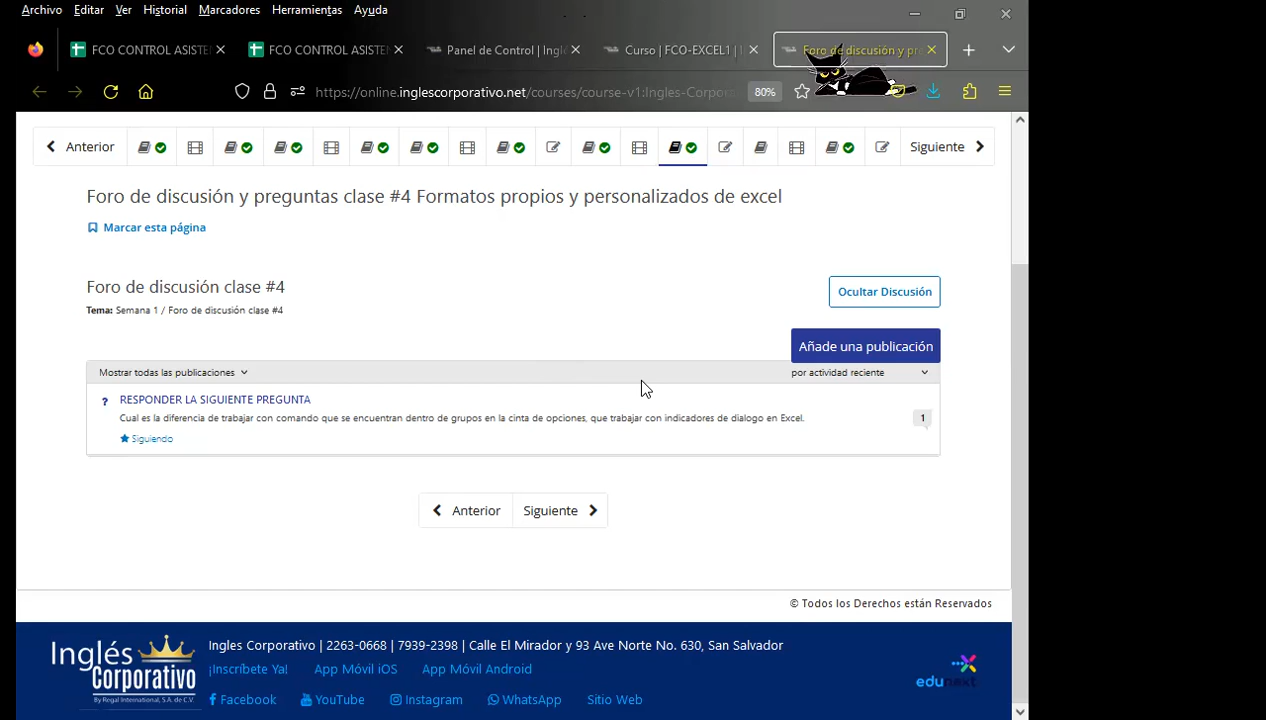 Archivo Editar Ver Historial Marcadores Herramientas Ayuda
FCO CONTROL ASISTE
FCO CONTROL ASISTEN
Panel de Control | Ingl
Curso | FCO-EXCEL1 |
Foro de discusión y pr
https://online.inglescorporativo.net/courses/course-v1:Ingles-Corpor
80%
Anterior
Siguiente
Foro de discusión y preguntas clase #4 Formatos propios y personalizados de excel
Marcar esta página
Foro de discusión clase #4
Ocultar Discusión
Tema: Semana 1 / Foro de discusión clase #4
Añade una publicación
Mostrar todas las publicaciones
por actividad reciente
? RESPONDER LA SIGUIENTE PREGUNTA
Cual es la diferencia de trabajar con comando que se encuentran dentro de grupos en la cinta de opciones, que trabajar con indicadores de dialogo en Excel.
1
Siguiendo
Anterior Siguiente
© Todos los Derechos están Reservados
Inglés Corporativo
By Regal International, S.A. de C.V.
Ingles Corporativo | 2263-0668 | 7939-2398 | Calle El Mirador y 93 Ave Norte No. 630, San Salvador
¡Inscríbete Ya! App Móvil iOS App Móvil Android
Facebook YouTube Instagram WhatsApp Sitio Web
edunext